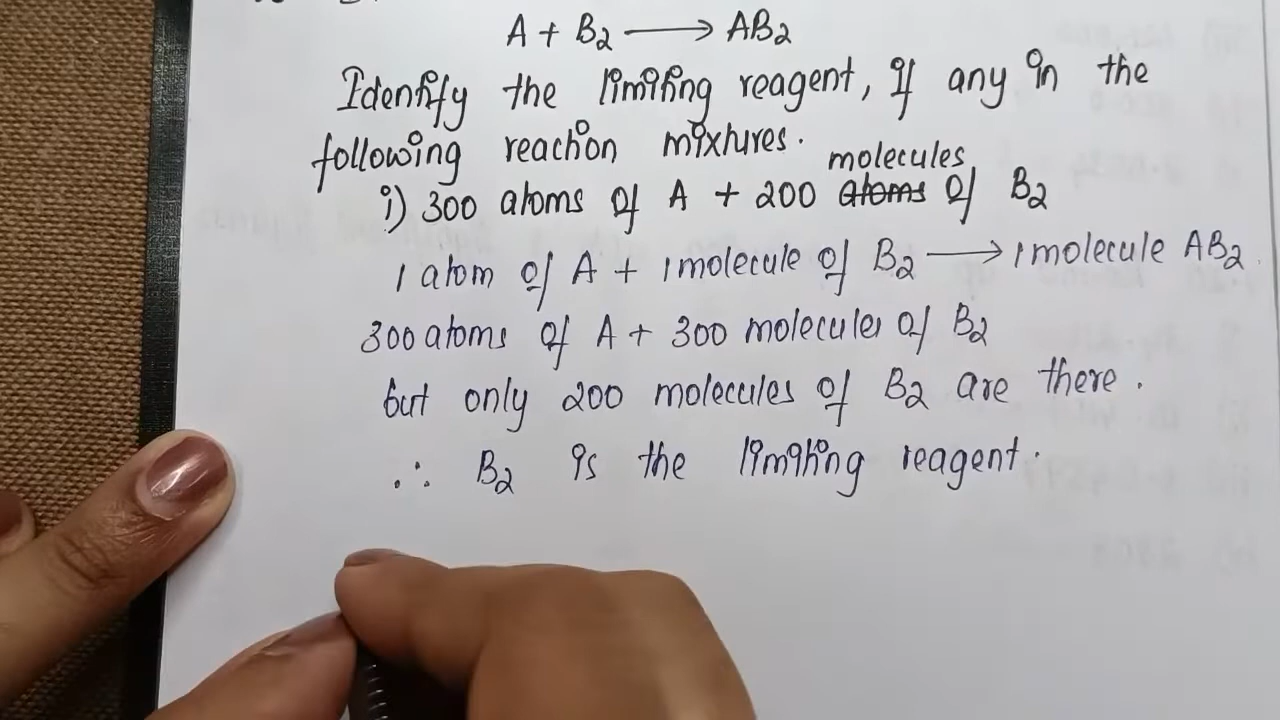 A + B2 ⟶ AB2
Identify the limiting reagent, if any in the
following reaction mixtures.
molecules
i) 300 atoms of A + 200 atoms of B2
1 atom of A + 1 molecule of B2 ⟶ 1 molecule AB2
300 atoms of A + 300 molecules of B2
but only 200 molecules of B2 are there.
∴ B2 is the limiting reagent.